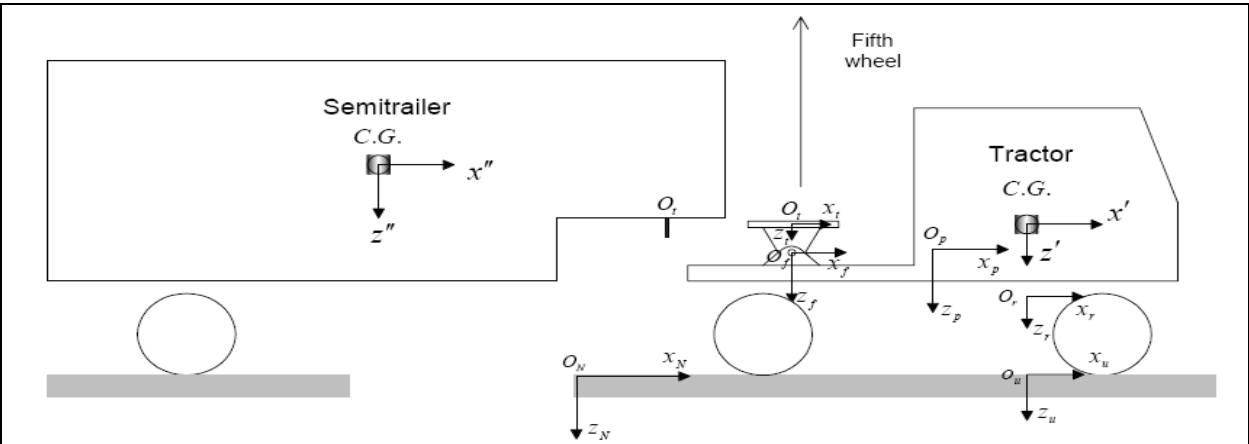 Fifth
wheel
Semitrailer
C.G.
x″
z″
O_t
Tractor
C.G.
x′
z′
O_t
x_t
z_t
O_f
x_f
z_f
O_p
x_p
z_p
O_r
x_r
z_r
O_N
x_N
z_N
O_u
x_u
z_u